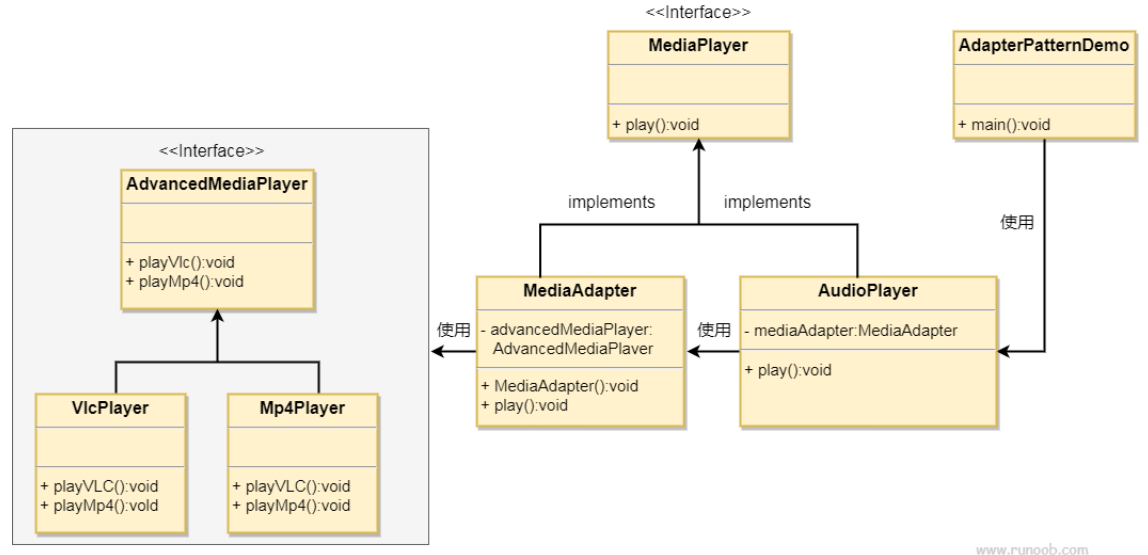 <<Interface>>
MediaPlayer
+ play():void
AdapterPatternDemo
+ main():void
<<Interface>>
AdvancedMediaPlayer
+ playVlc():void
+ playMp4():void
implements
implements
使用
MediaAdapter
- advancedMediaPlayer:
AdvancedMediaPlaver
+ MediaAdapter():void
+ play():void
AudioPlayer
- mediaAdapter:MediaAdapter
+ play():void
使用
使用
VlcPlayer
+ playVLC():void
+ playMp4():vold
Mp4Player
+ playVLC():void
+ playMp4():void
www.runoob.com